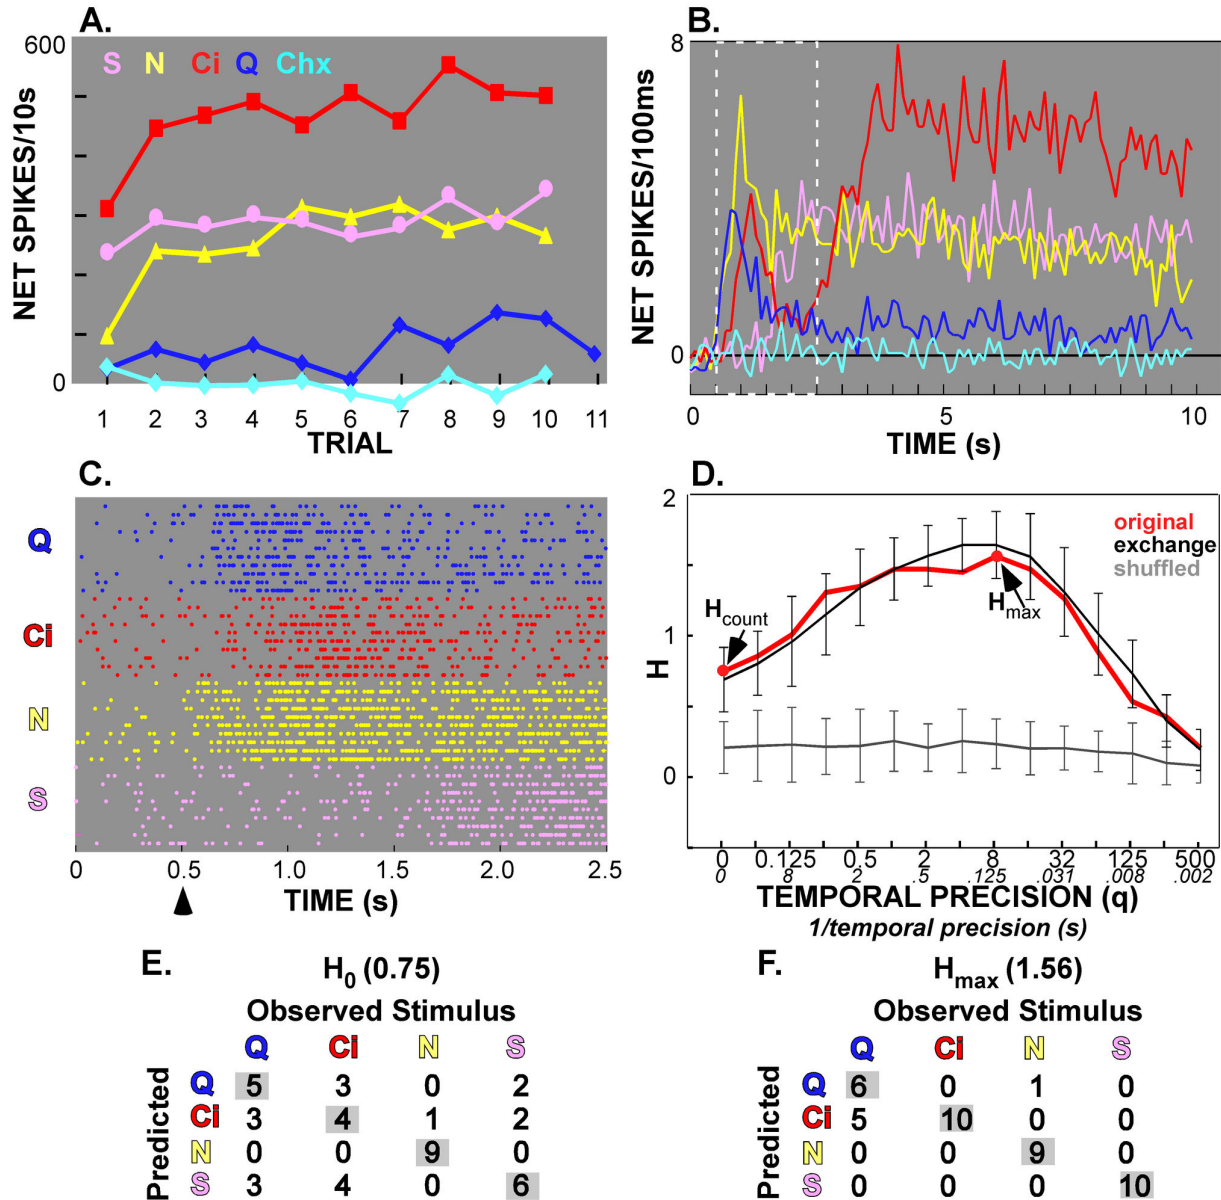 A.
600
S N Ci Q Chx
NET SPIKES/10s
0
1 2 3 4 5 6 7 8 9 10 11
TRIAL
B.
8
NET SPIKES/100ms
0
0 5 10
TIME (s)
C.
Q
Ci
N
S
0 0.5 1.0 1.5 2.0 2.5
TIME (s)
D.
2
original
exchange
shuffled
H count
H max
1
H
0
0 0.125 0.5 2 8 32 125 500
0 8 2 .5 .125 .031 .008 .002
TEMPORAL PRECISION (q)
1/temporal precision (s)
E.
H0 (0.75)
Observed Stimulus
Q Ci N S
Predicted
Q 5 3 0 2
Ci 3 4 1 2
N 0 0 9 0
S 3 4 0 6
F.
Hmax (1.56)
Observed Stimulus
Q Ci N S
Predicted
Q 6 0 1 0
Ci 5 10 0 0
N 0 0 9 0
S 0 0 0 10